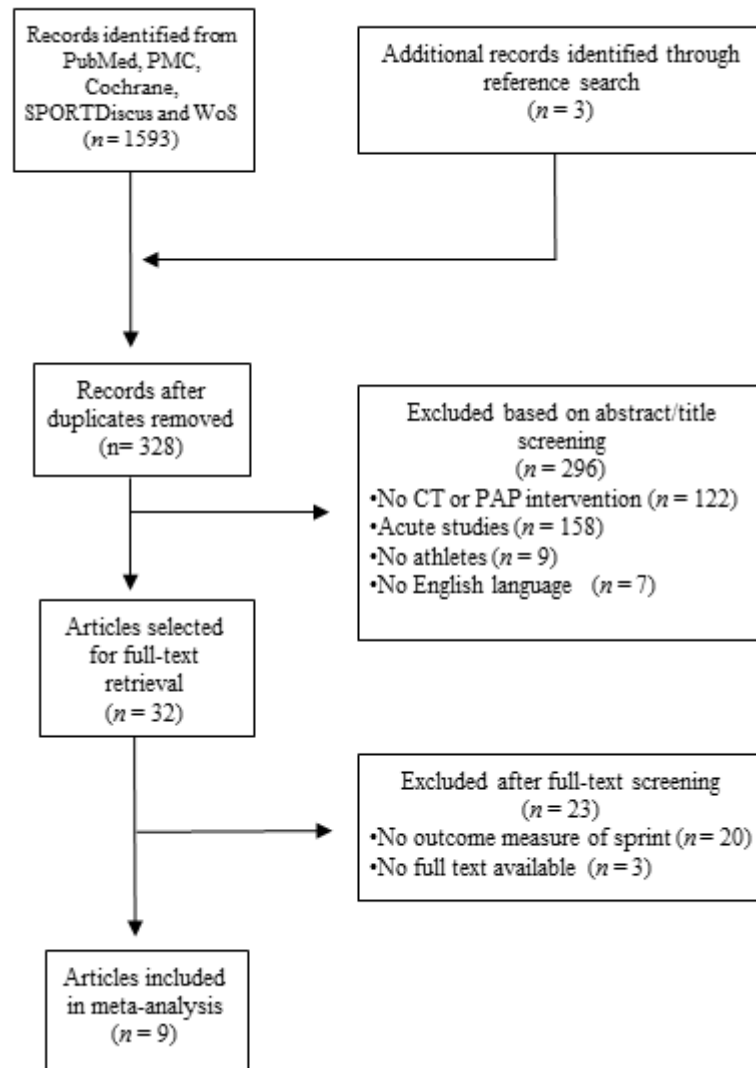 Records identified from
PubMed, PMC,
Cochrane,
SPORTDiscus and WoS
(n = 1593)
Additional records identified through
reference search
(n = 3)
Records after
duplicates removed
(n= 328)
Excluded based on abstract/title
screening
(n = 296)
•No CT or PAP intervention (n = 122)
•Acute studies (n = 158)
•No athletes (n = 9)
•No English language (n = 7)
Articles selected
for full-text
retrieval
(n = 32)
Excluded after full-text screening
(n = 23)
•No outcome measure of sprint (n = 20)
•No full text available (n = 3)
Articles included
in meta-analysis
(n = 9)